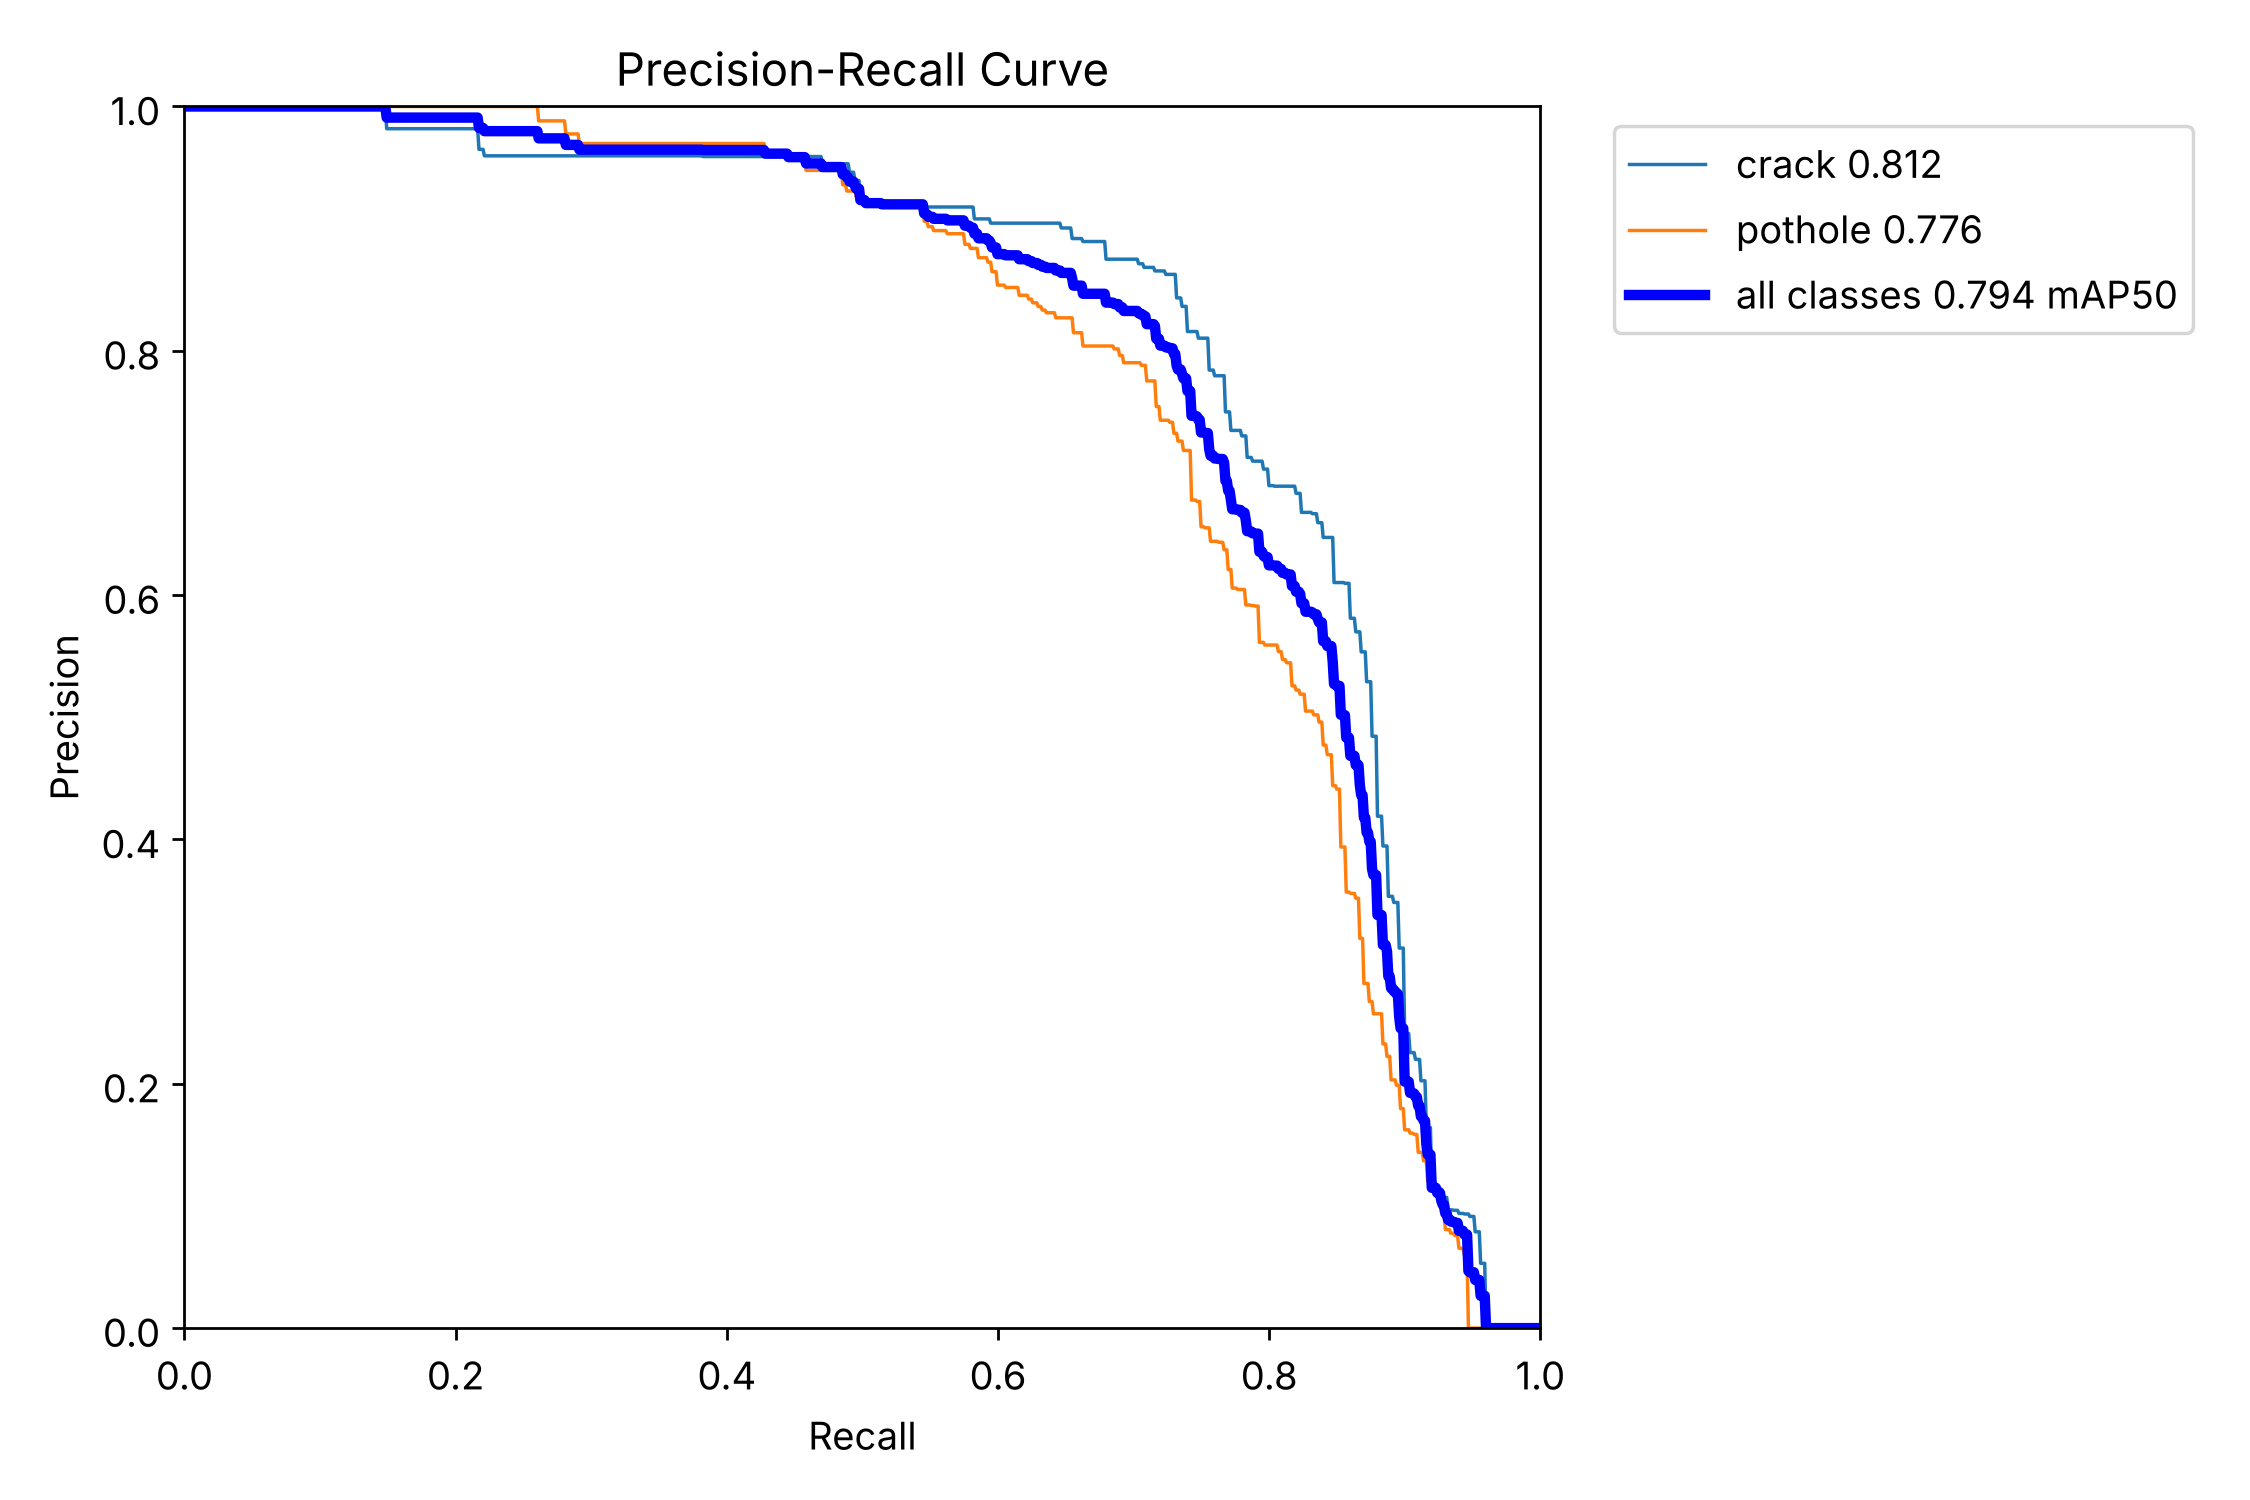 Precision-Recall Curve
1.0
0.8
0.6
0.4
0.2
0.0
Precision
0.0 0.2 0.4 0.6 0.8 1.0
Recall
crack 0.812
pothole 0.776
all classes 0.794 mAP50